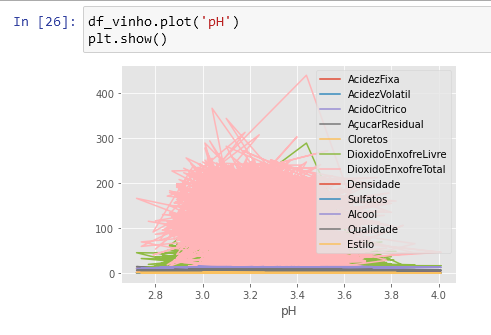 In [26]: df_vinho.plot('pH')
plt.show()
AcidezFixa
AcidezVolatil
AcidoCitrico
AçucarResidual
Cloretos
DioxidoEnxofreLivre
DioxidoEnxofreTotal
Densidade
Sulfatos
Alcool
Qualidade
Estilo
400
300
200
100
0
2.8 3.0 3.2 3.4 3.6 3.8 4.0
pH